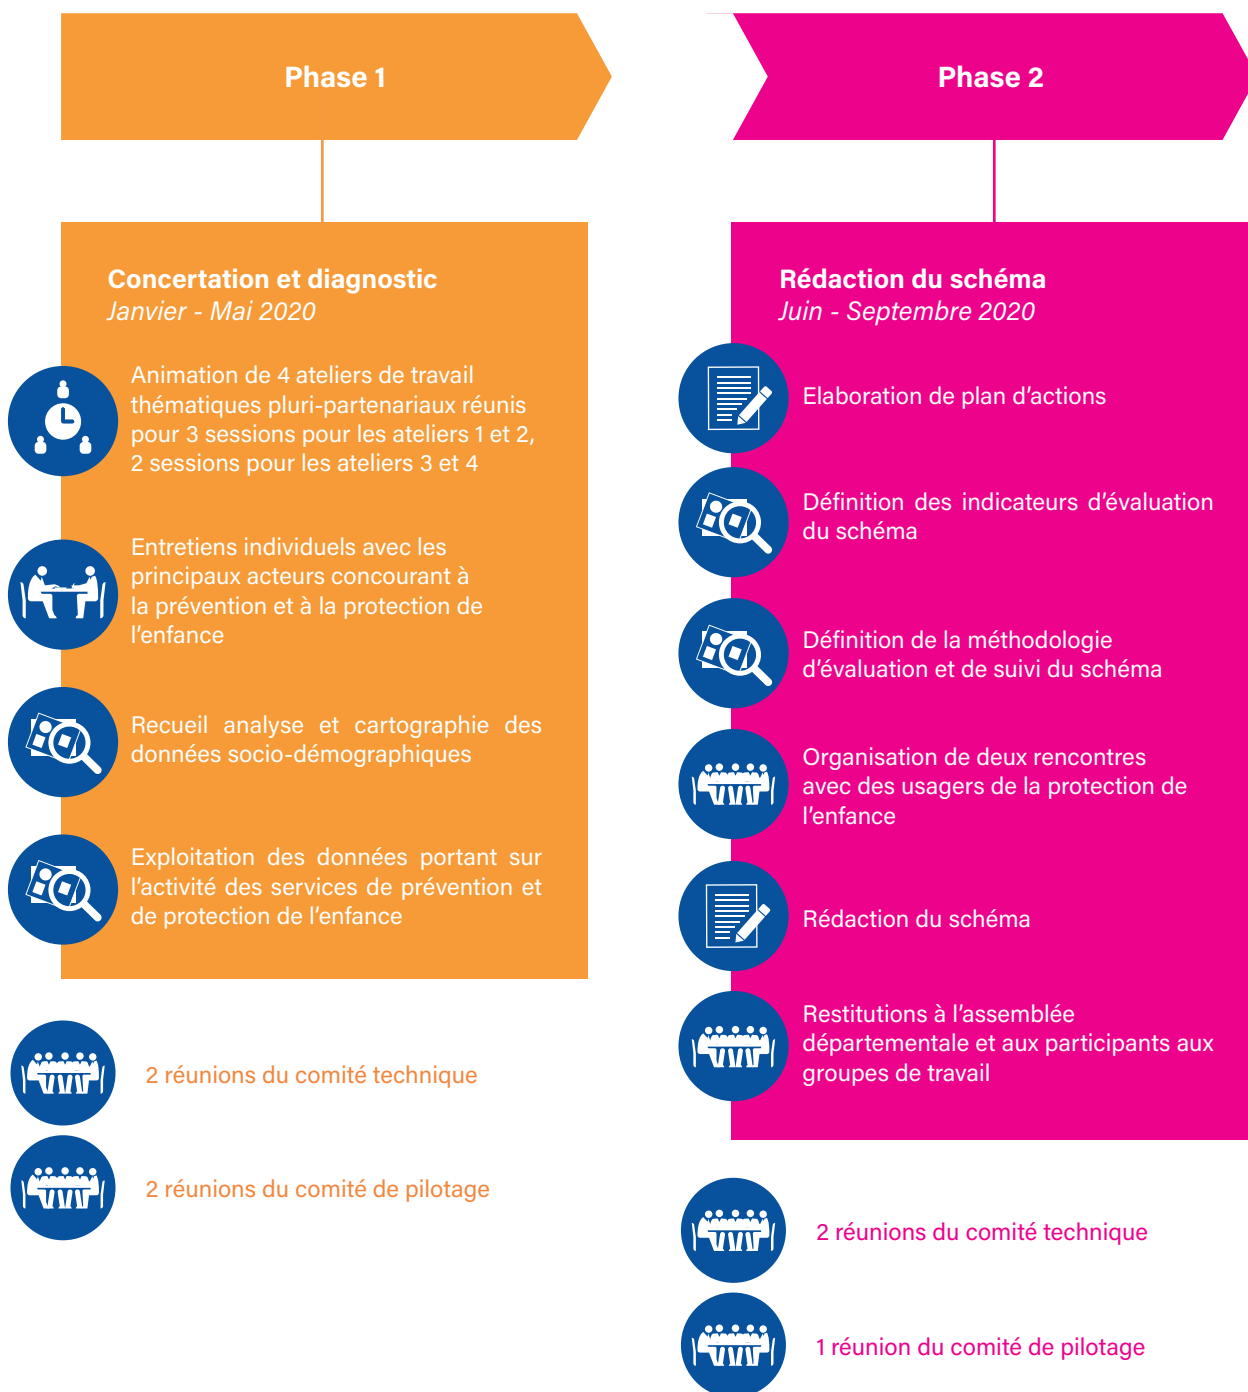 Phase 1
Concertation et diagnostic
Janvier - Mai 2020
Animation de 4 ateliers de travail
thématiques pluri-partenariaux réunis
pour 3 sessions pour les ateliers 1 et 2,
2 sessions pour les ateliers 3 et 4
Entretiens individuels avec les
principaux acteurs concourant à
la prévention et à la protection de
l'enfance
Recueil analyse et cartographie des
données socio-démographiques
Exploitation des données portant sur
l'activité des services de prévention et
de protection de l'enfance
2 réunions du comité technique
2 réunions du comité de pilotage
Phase 2
Rédaction du schéma
Juin - Septembre 2020
Elaboration de plan d'actions
Définition des indicateurs d'évaluation
du schéma
Définition de la méthodologie
d'évaluation et de suivi du schéma
Organisation de deux rencontres
avec des usagers de la protection de
l'enfance
Rédaction du schéma
Restitutions à l'assemblée
départementale et aux participants aux
groupes de travail
2 réunions du comité technique
1 réunion du comité de pilotage